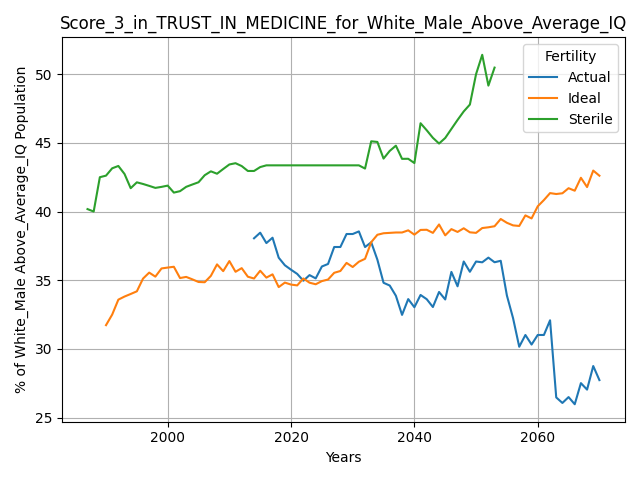 Score_3_in_TRUST_IN_MEDICINE_for_White_Male_Above_Average_IQ
% of White_Male Above_Average_IQ Population
50
45
40
35
30
25
Fertility
Actual
Ideal
Sterile
2000
2020
2040
2060
Years